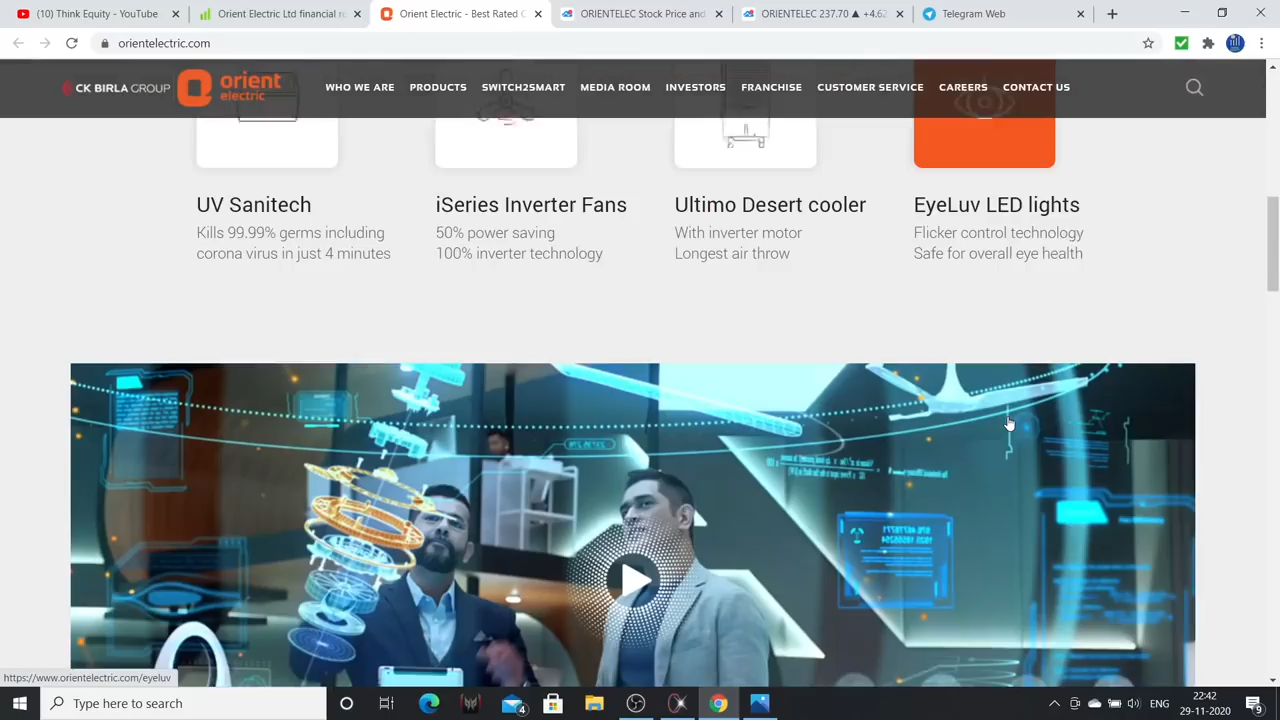 (10) Think Equity - YouTube
Orient Electric Ltd financial re
Orient Electric - Best Rated C
ORIENTELEC Stock Price and
ORIENTELEC 237.70 ▲ +4.62
Telegram Web
orientelectric.com
CK BIRLA GROUP
orient
electric
WHO WE ARE
PRODUCTS
SWITCH2SMART
MEDIA ROOM
INVESTORS
FRANCHISE
CUSTOMER SERVICE
CAREERS
CONTACT US
UV Sanitech
Kills 99.99% germs including
corona virus in just 4 minutes
iSeries Inverter Fans
50% power saving
100% inverter technology
Ultimo Desert cooler
With inverter motor
Longest air throw
EyeLuv LED lights
Flicker control technology
Safe for overall eye health
https://www.orientelectric.com/eyeluv
Type here to search
4
ENG
22:42
29-11-2020
9